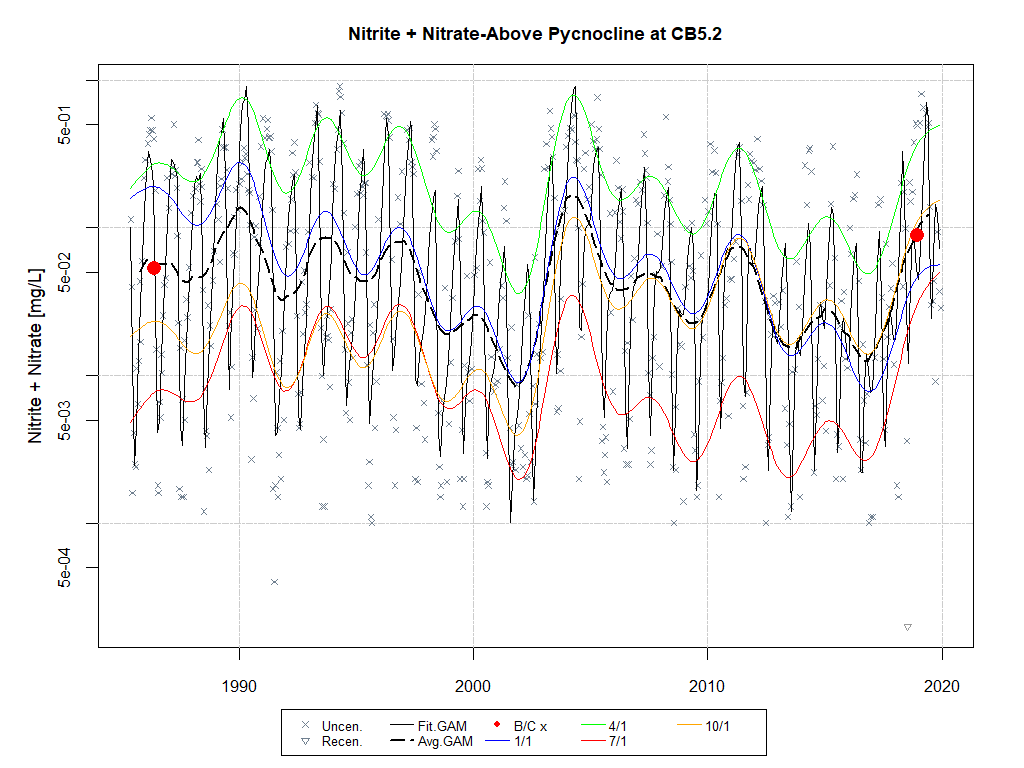 Nitrite + Nitrate-Above Pycnocline at CB5.2
Nitrite + Nitrate [mg/L]
5e-01
5e-02
5e-03
5e-04
1990 2000 2010 2020
Uncen. Fit.GAM B/C x 4/1 10/1
Recen. Avg.GAM 1/1 7/1